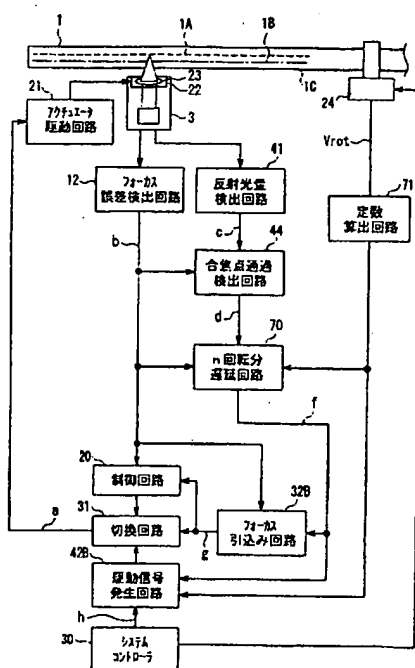 1
1A
1B
1C
23
22
3
24
21
アクチュエータ
駆動回路
12
フォーカス
誤差検出回路
41
反射光量
検出回路
Vrot
71
定数
算出回路
b
c
44
合焦点通過
検出回路
d
70
n回転分
遅延回路
f
20
制御回路
a
31
切換回路
g
32B
フォーカス
引込み回路
42B
駆動信号
発生回路
h
30
システム
コントローラ